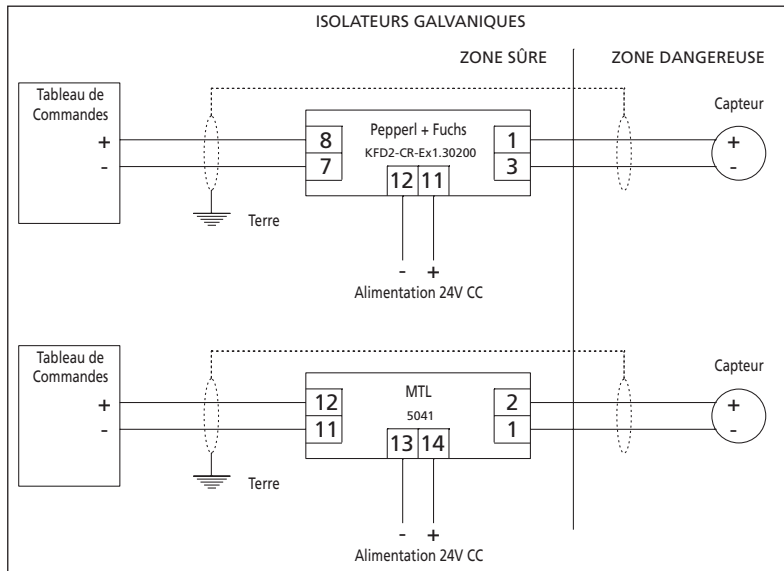 ISOLATEURS GALVANIQUES
ZONE SÛRE
ZONE DANGEREUSE
Tableau de
Commandes
+
-
Terre
Pepperl + Fuchs
KFD2-CR-Ex1.30200
8
7
1
3
12 11
- +
Alimentation 24V CC
Capteur
+
-
Tableau de
Commandes
+
-
Terre
MTL
5041
12
11
2
1
13 14
- +
Alimentation 24V CC
Capteur
+
-